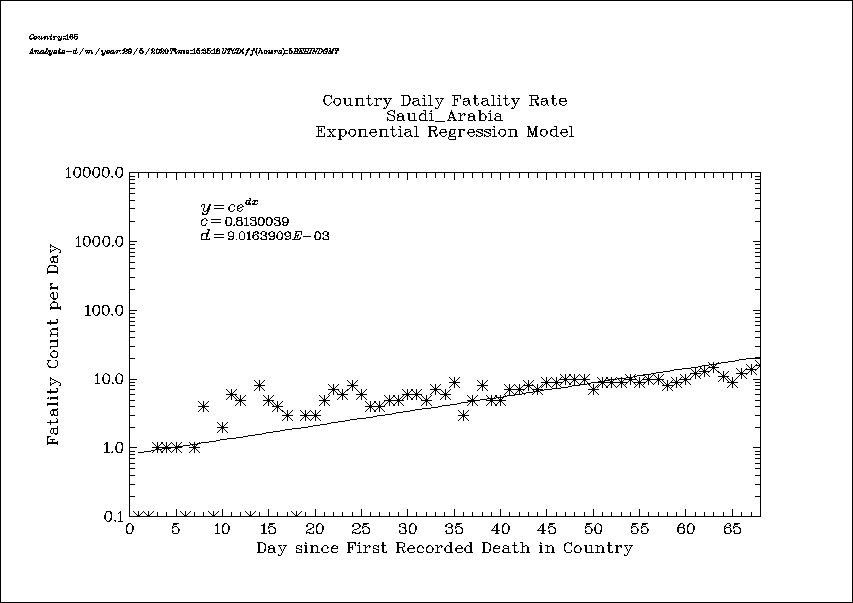 Country:165
Country Daily Fatality Rate
Saudi_Arabia
Exponential Regression Model
10000.0
1000.0
100.0
10.0
1.0
0.1
y=ce^dx
c=0.8130039
d=9.0163909E-03
Fatality Count per Day
0 5 10 15 20 25 30 35 40 45 50 55 60 65
Day since First Recorded Death in Country